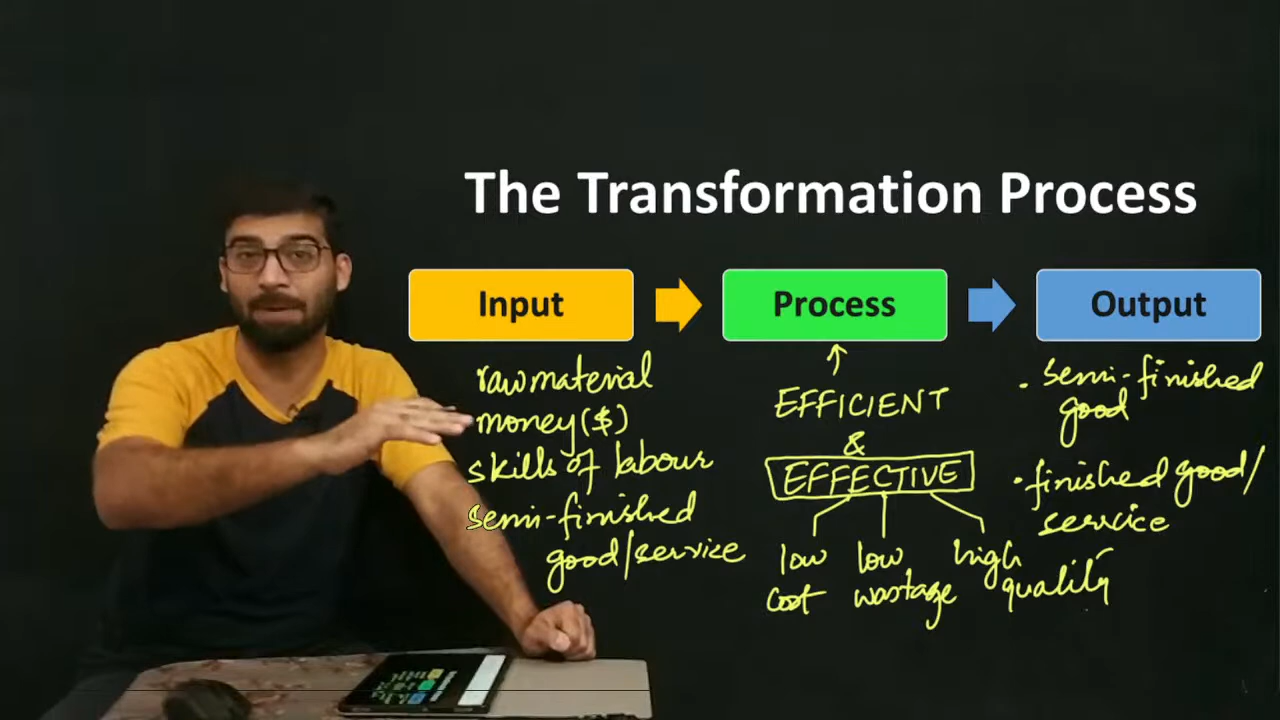 The Transformation Process
Input
Process
Output
raw material
money($)
skills of labour
semi-finished
good/service
EFFICIENT
&
EFFECTIVE
low
cost
low
wastage
high
quality
. semi-finished
good
. finished good/
service